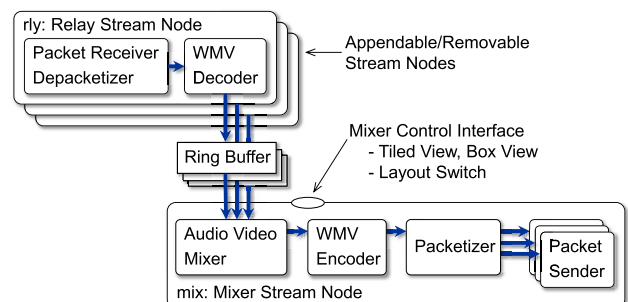 rly: Relay Stream Node
Packet Receiver
Depacketizer
WMV
Decoder
Appendable/Removable
Stream Nodes
Ring Buffer
Mixer Control Interface
- Tiled View, Box View
- Layout Switch
Audio Video
Mixer
WMV
Encoder
Packetizer
Packet
Sender
mix: Mixer Stream Node